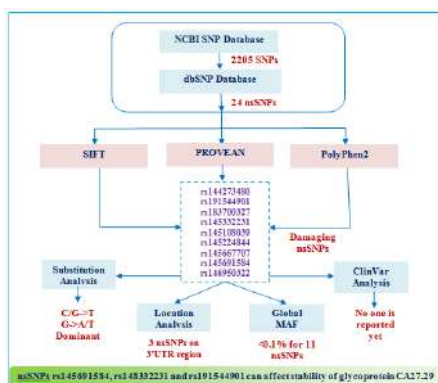 NCBI SNP Database
2205 SNPs
dbSNP Database
24 nsSNPs
SIFT
PROVEAN
PolyPhen2
rs144273480
rs191544901
rs183700327
rs145332231
rs145108039
rs145224844
rs145667707
rs145691584
rs146950322
Damaging
nsSNPs
Substitution
Analysis
ClinVar
Analysis
C/G->T
G->A/T
Dominant
Location
Analysis
Global
MAF
No one is
reported
yet
3 nsSNPs on
3'UTR region
<0.1% for 11
nsSNPs
nsSNPs rs145691584, rs148332231 and rs191544901 can affect stability of glycoprotein CA27.29